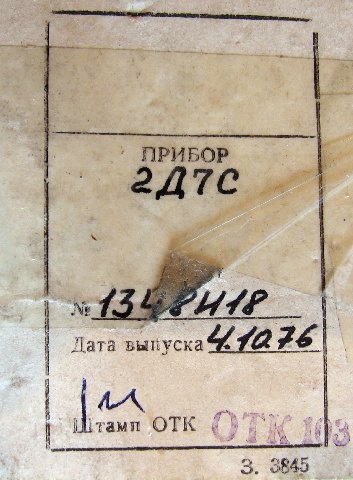 ПРИБОР
2Д7С
№ 1348418
Дата выпуска 4.10.76
Штамп ОТК ОТК 103
З. 3845